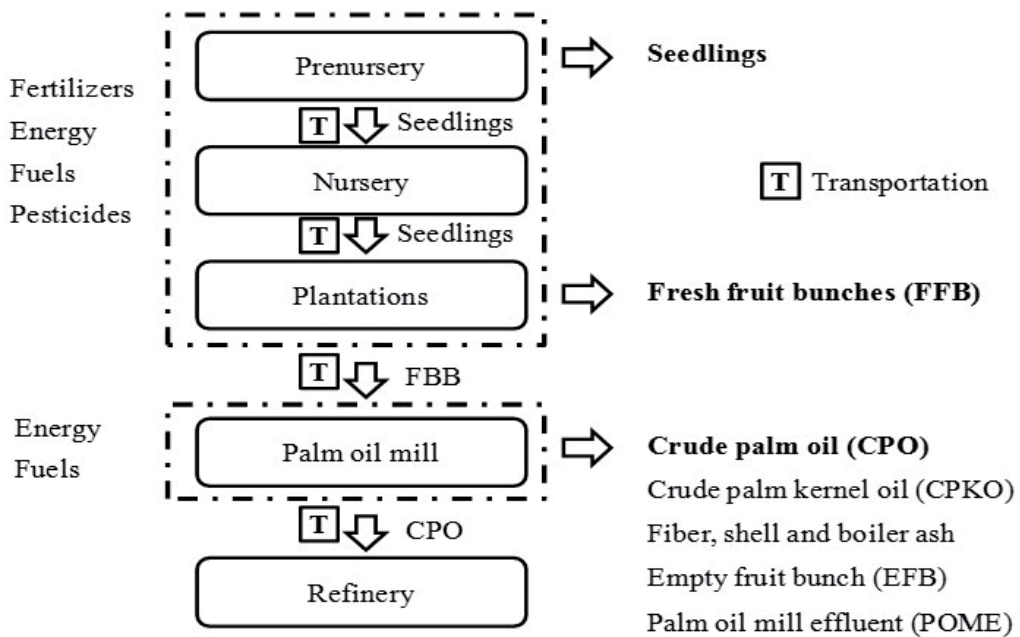 Prenursery
Seedlings
Fertilizers
Energy
Fuels
Pesticides
T Seedlings
Nursery
T Transportation
T Seedlings
Plantations
Fresh fruit bunches (FFB)
T FBB
Energy
Fuels
Palm oil mill
Crude palm oil (CPO)
Crude palm kernel oil (CPKO)
Fiber, shell and boiler ash
Empty fruit bunch (EFB)
Palm oil mill effluent (POME)
T CPO
Refinery